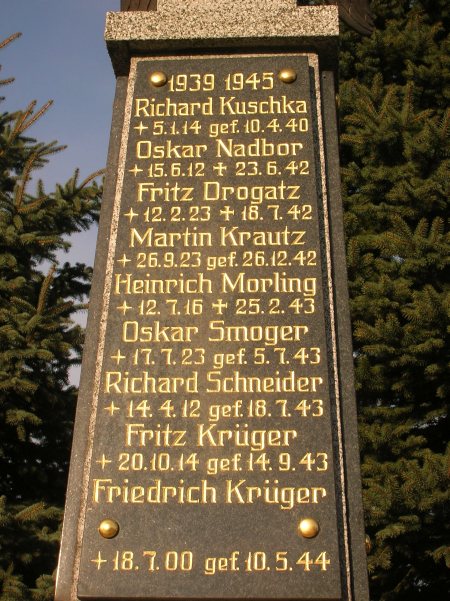 1939 1945
Richard Kuschka
+ 5.1.14 gef. 10.4.40
Oskar Nadbor
+ 15.6.12 ✠ 23.6.42
Fritz Drogatz
+ 12.2.23 ✠ 18.7.42
Martin Krautz
+ 26.9.23 gef. 26.12.42
Heinrich Morling
+ 12.7.16 ✠ 25.2.43
Oskar Smoger
+ 17.7.23 gef. 5.7.43
Richard Schneider
+ 14.4.12 gef. 18.7.43
Fritz Krüger
+ 20.10.14 gef. 14.9.43
Friedrich Krüger
+ 18.7.00 gef. 10.5.44